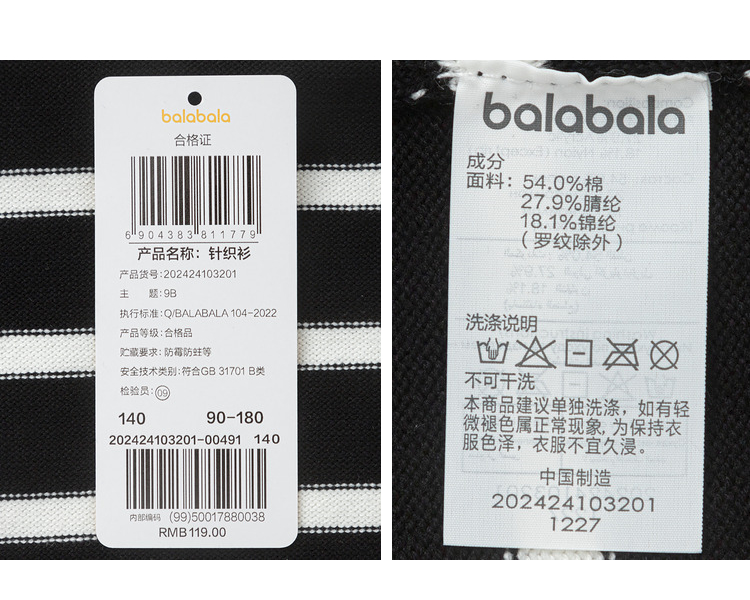 balabala
合格证
6 904383 811779
产品名称：针织衫
产品货号：202424103201
主　题：9B
执行标准：Q/BALABALA 104-2022
产品等级：合格品
贮藏要求：防霉防蛀等
安全技术类别：符合GB 31701 B类
检验员：09
140 90-180
202424103201-00491 140
内部编码 (99)50017880038
RMB119.00
balabala
成分
面料：54.0%棉
27.9%腈纶
18.1%锦纶
（罗纹除外）
洗涤说明
不可干洗
本商品建议单独洗涤，如有轻
微褪色属正常现象，为保持衣
服色泽，衣服不宜久浸。
中国制造
202424103201
1227